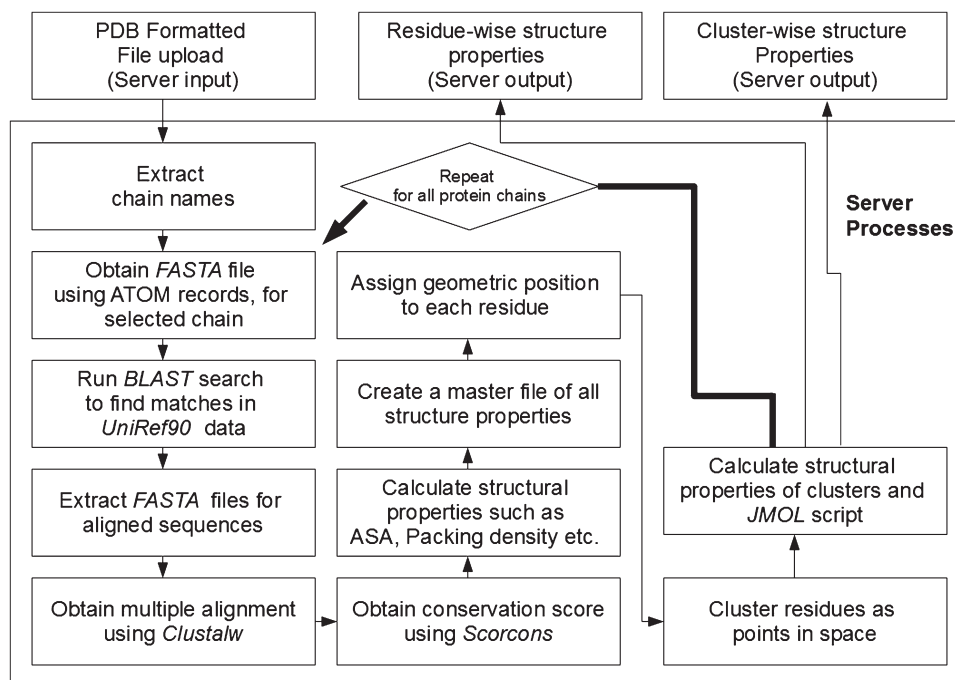 PDB Formatted
File upload
(Server input)
Residue-wise structure
properties
(Server output)
Cluster-wise structure
Properties
(Server output)
Extract
chain names
Repeat
for all protein chains
Server
Processes
Obtain FASTA file
using ATOM records, for
selected chain
Assign geometric position
to each residue
Run BLAST search
to find matches in
UniRef90 data
Create a master file of all
structure properties
Extract FASTA files for
aligned sequences
Calculate structural
properties such as
ASA, Packing density etc.
Calculate structural
properties of clusters and
JMOL script
Obtain multiple alignment
using Clustalw
Obtain conservation score
using Scorcons
Cluster residues as
points in space